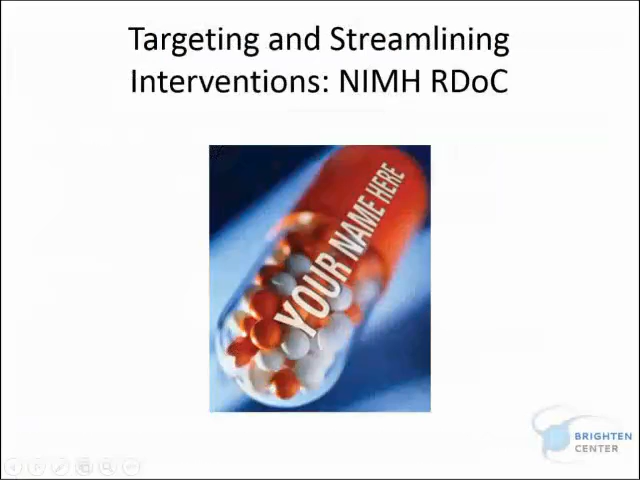 Targeting and Streamlining
Interventions: NIMH RDoC
YOUR NAME HERE
BRIGHTEN
CENTER